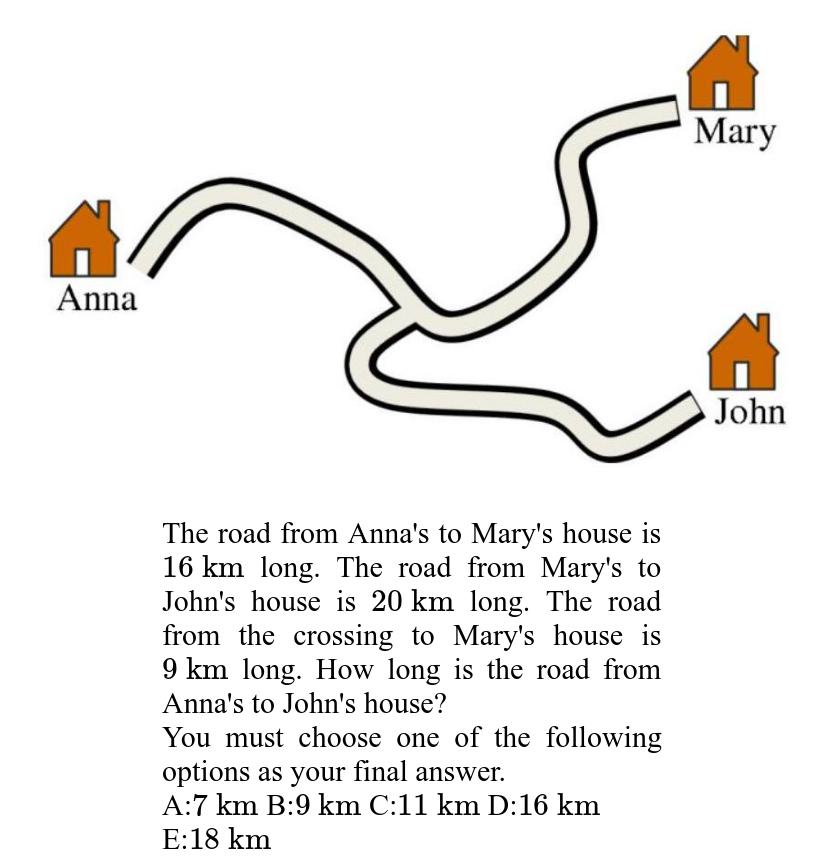 Mary
Anna
John
The road from Anna's to Mary's house is
16 km long. The road from Mary's to
John's house is 20 km long. The road
from the crossing to Mary's house is
9 km long. How long is the road from
Anna's to John's house?
You must choose one of the following
options as your final answer.
A:7 km B:9 km C:11 km D:16 km
E:18 km